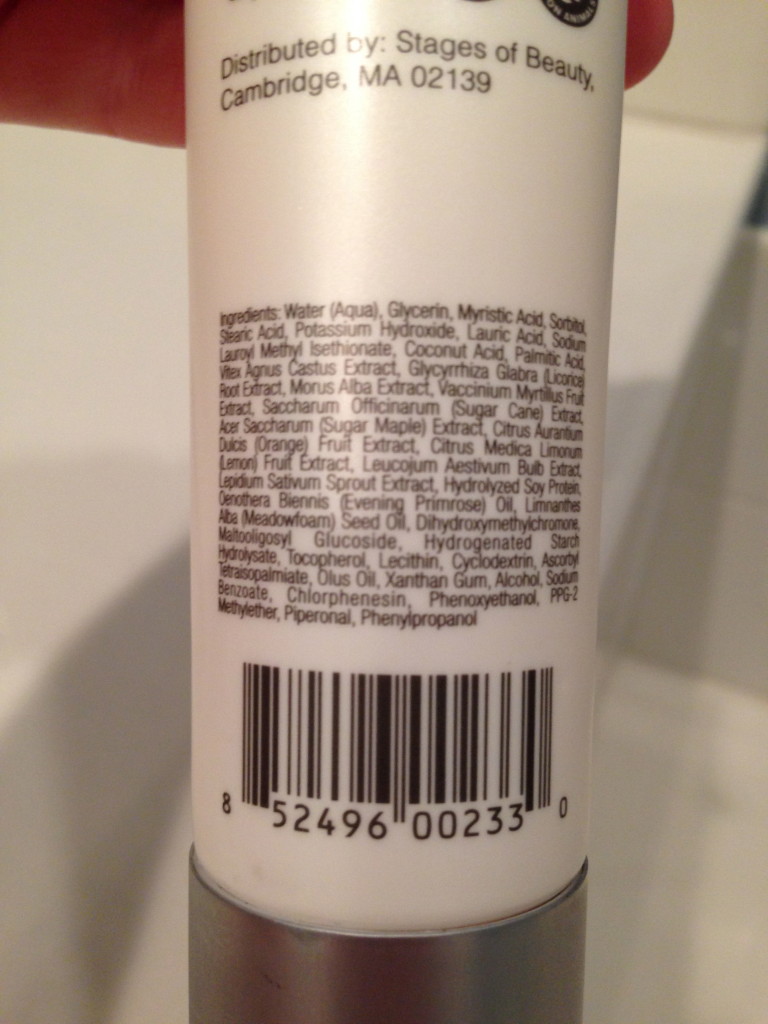 ON ANIMALS
Distributed by: Stages of Beauty,
Cambridge, MA 02139
Ingredients: Water (Aqua), Glycerin, Myristic Acid, Sorbitol,
Stearic Acid, Potassium Hydroxide, Lauric Acid, Sodium
Lauroyl Methyl Isethionate, Coconut Acid, Palmitic Acid,
Vitex Agnus Castus Extract, Glycyrrhiza Glabra (Licorice)
Root Extract, Morus Alba Extract, Vaccinium Myrtillus Fruit
Extract, Saccharum Officinarum (Sugar Cane) Extract,
Acer Saccharum (Sugar Maple) Extract, Citrus Aurantium
Dulcis (Orange) Fruit Extract, Citrus Medica Limonum
(Lemon) Fruit Extract, Leucojum Aestivum Bulb Extract,
Lepidium Sativum Sprout Extract, Hydrolyzed Soy Protein,
Oenothera Biennis (Evening Primrose) Oil, Limnanthes
Alba (Meadowfoam) Seed Oil, Dihydroxymethylchromone,
Maltooligosyl Glucoside, Hydrogenated Starch
Hydrolysate, Tocopherol, Lecithin, Cyclodextrin, Ascorbyl
Tetraisopalmiate, Olus Oil, Xanthan Gum, Alcohol, Sodium
Benzoate, Chlorphenesin, Phenoxyethanol, PPG-2
Methylether, Piperonal, Phenylpropanol
8 52496 00233 0